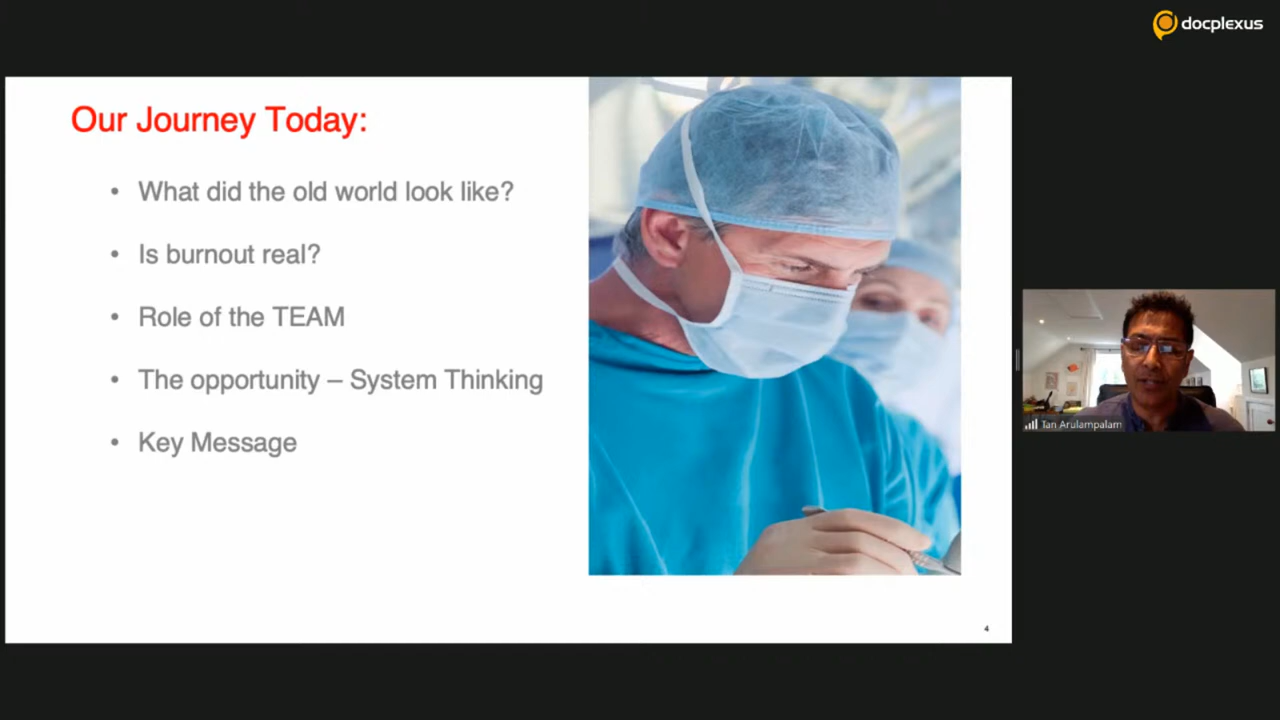 docplexus
Our Journey Today:
• What did the old world look like?
• Is burnout real?
• Role of the TEAM
• The opportunity – System Thinking
• Key Message
4
Tan Arulampalam